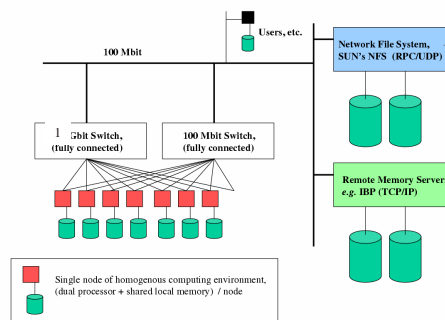 Users, etc.
100 Mbit
Network File System,
SUN's NFS (RPC/UDP)
1 Gbit Switch,
(fully connected)
100 Mbit Switch,
(fully connected)
Remote Memory Server
e.g. IBP (TCP/IP)
Single node of homogenous computing environment,
(dual processor + shared local memory) / node